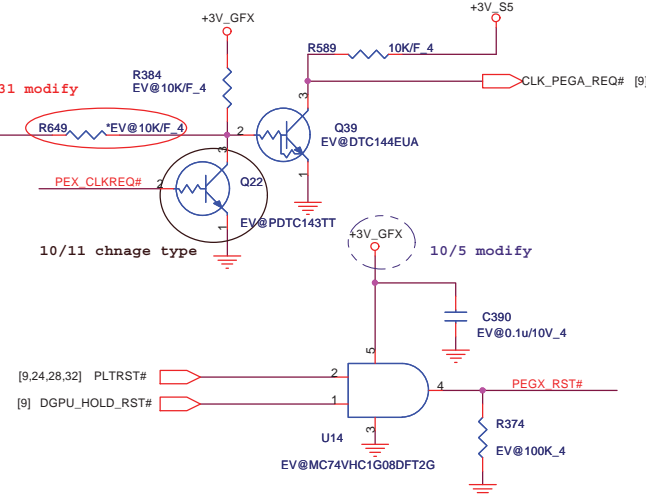 +3V_GFX
+3V_S5
R589
10K/F_4
R384
EV@10K/F_4
CLK_PEGA_REQ# [9]
31 modify
3
R649
*EV@10K/F_4
2
Q39
EV@DTC144EUA
3
1
PEX_CLKREQ#
2
Q22
EV@PDTC143TT
1
+3V_GFX
10/11 chnage type
10/5 modify
C390
EV@0.1u/10V_4
5
[9,24,28,32] PLTRST#
2
4
PEGX_RST#
[9] DGPU_HOLD_RST#
1
3
R374
U14
EV@100K_4
EV@MC74VHC1G08DFT2G